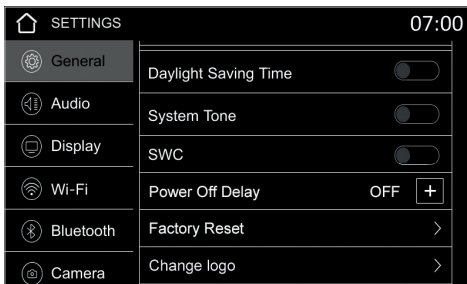 SETTINGS
07:00
General
Audio
Display
Wi-Fi
Bluetooth
Camera
Daylight Saving Time
System Tone
SWC
Power Off Delay OFF +
Factory Reset
Change logo